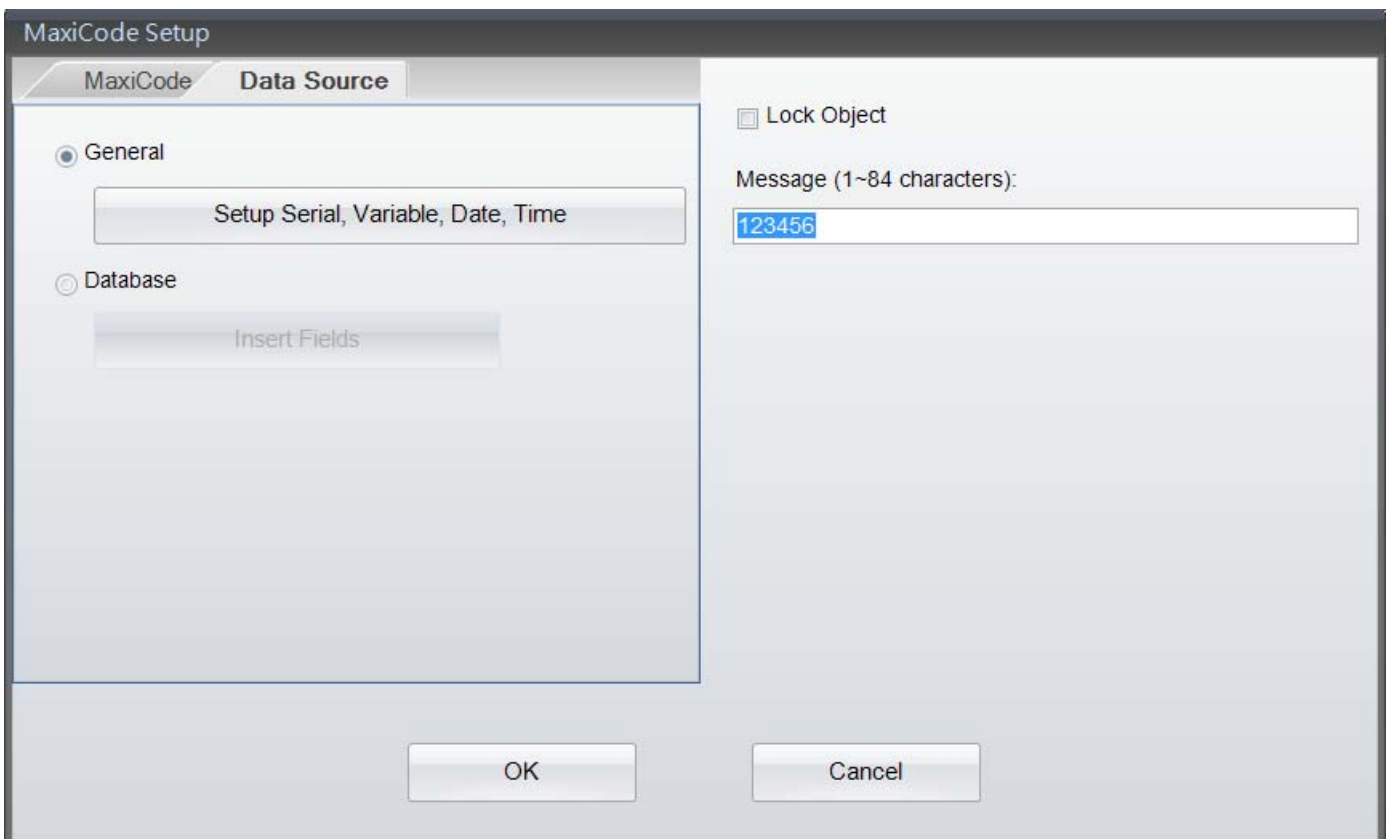 MaxiCode Setup
MaxiCode
Data Source
General
Setup Serial, Variable, Date, Time
Database
Insert Fields
Lock Object
Message (1~84 characters):
123456
OK
Cancel